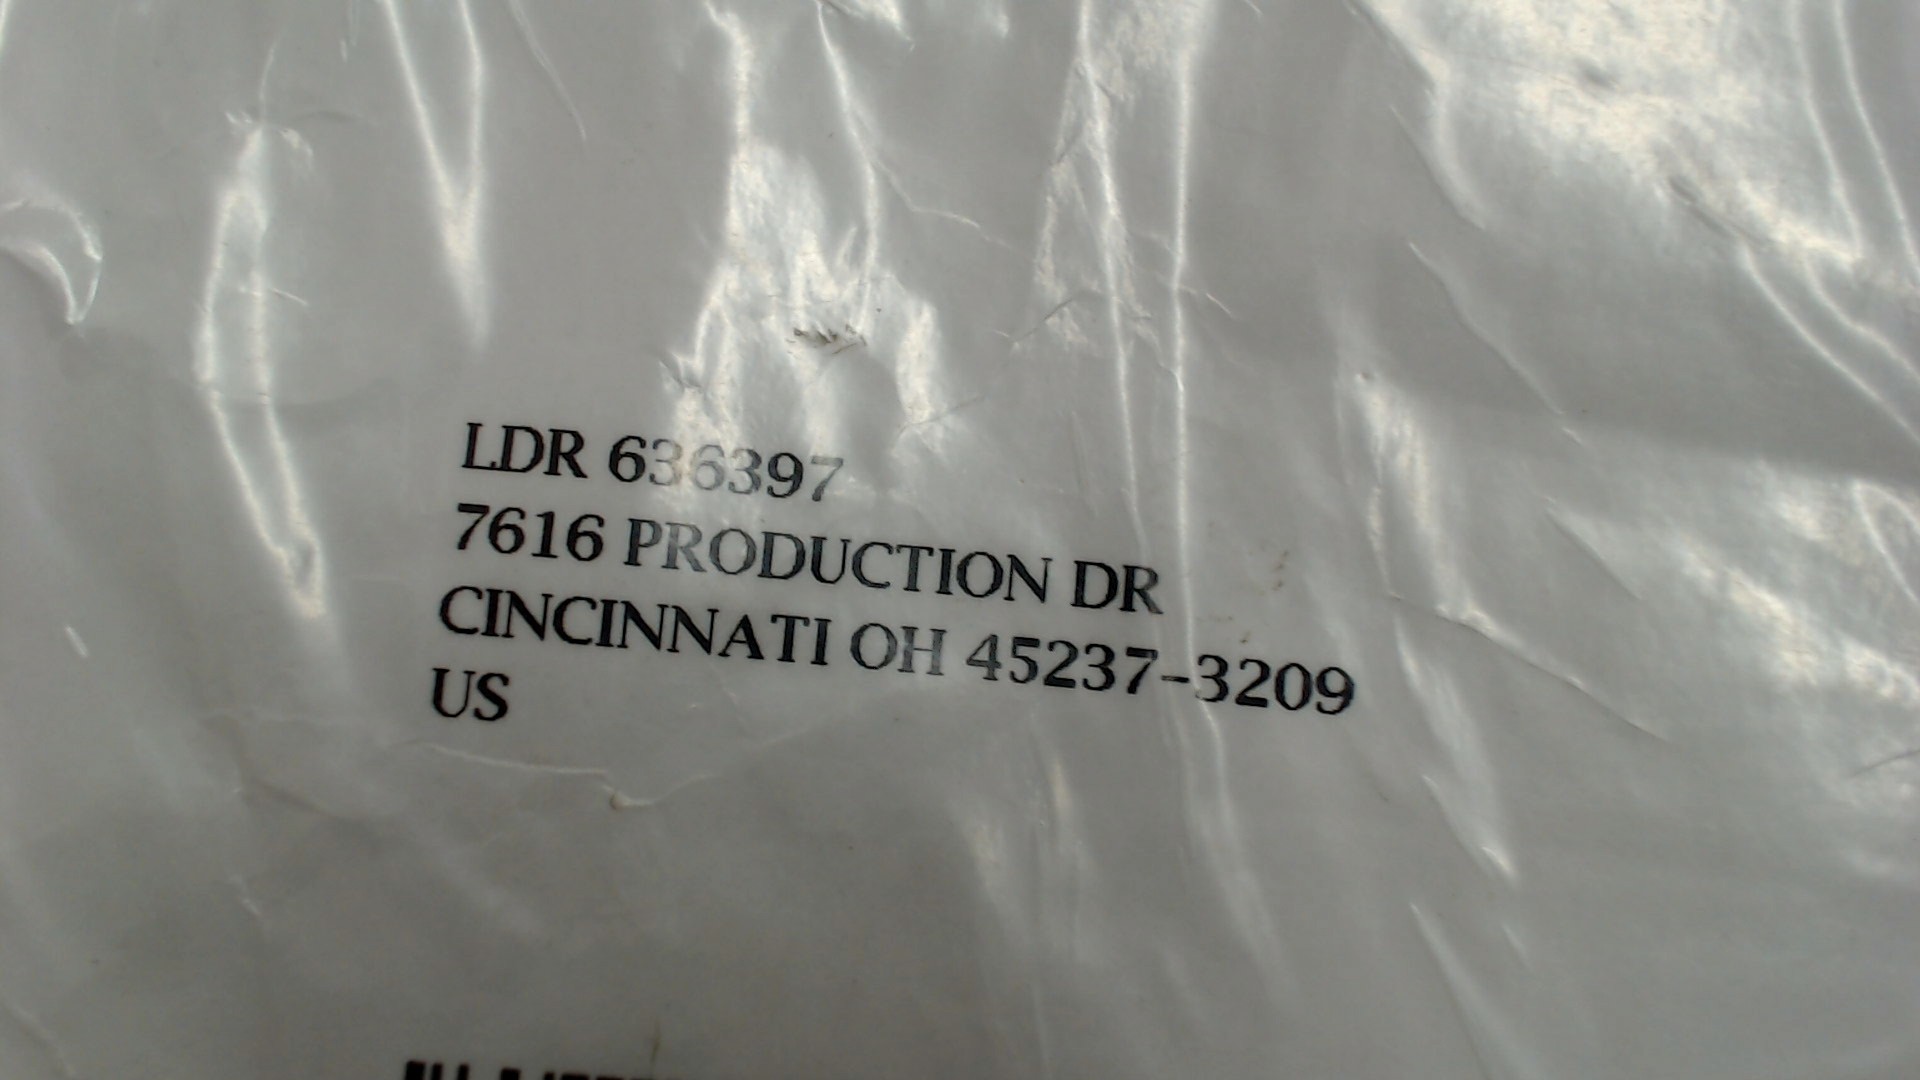 LDR 636397
7616 PRODUCTION DR
CINCINNATI OH 45237-3209
US